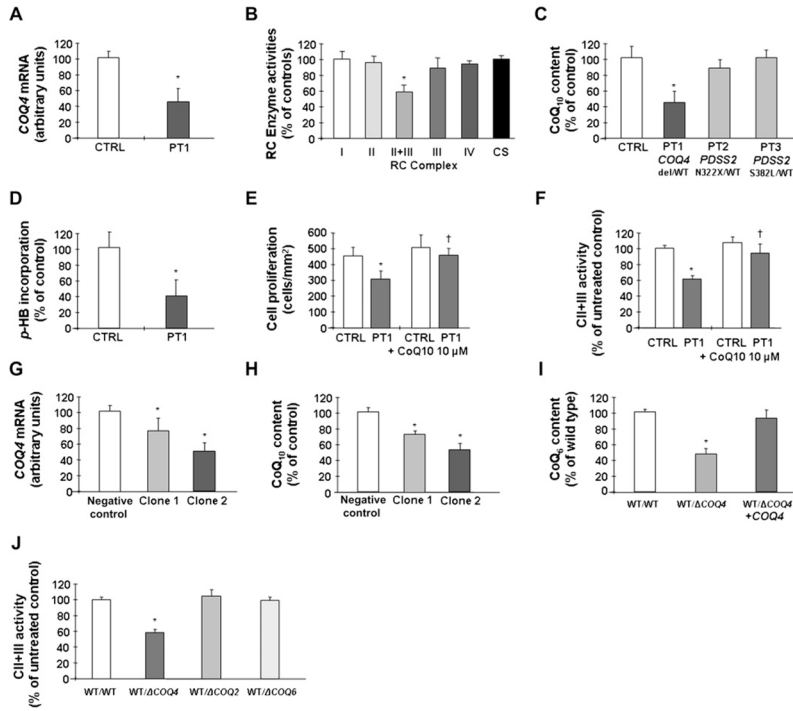 A
COQ4 mRNA
(arbitrary units)
120
100
80
60
40
20
0
*
CTRL PT1
B
RC Enzyme activities
(% of controls)
120
100
80
60
40
20
0
*
I II II+III III IV CS
RC Complex
C
CoQ10 content
(% of control)
120
100
80
60
40
20
0
*
CTRL PT1 PT2 PT3
COQ4 PDSS2 PDSS2
del/WT N322X/WT S382L/WT
D
p-HB incorporation
(% of control)
120
100
80
60
40
20
0
*
CTRL PT1
E
Cell proliferation
(cells/mm2)
600
500
400
300
200
100
0
* †
CTRL PT1 CTRL PT1
+ CoQ10 10 µM
F
CII+III activity
(% of untreated control)
120
100
80
60
40
20
0
* †
CTRL PT1 CTRL PT1
+ CoQ10 10 µM
G
COQ4 mRNA
(arbitrary units)
120
100
80
60
40
20
0
* *
Negative Clone 1 Clone 2
control
H
CoQ10 content
(% of control)
120
100
80
60
40
20
0
* *
Negative Clone 1 Clone 2
control
I
CoQ6 content
(% of wild type)
120
100
80
60
40
20
0
*
WT/WT WT/ΔCOQ4 WT/ΔCOQ4
+COQ4
J
CII+III activity
(% of untreated control)
120
100
80
60
40
20
0
*
WT/WT WT/ΔCOQ4 WT/ΔCOQ2 WT/ΔCOQ6